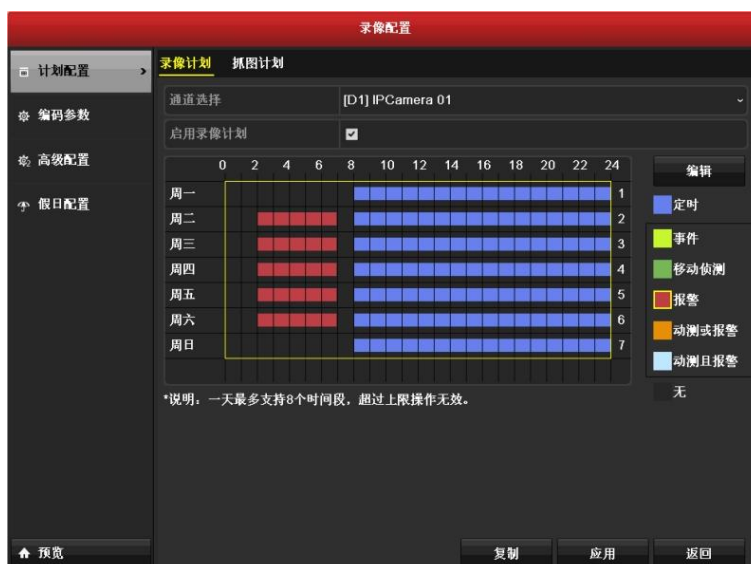 录像配置
计划配置 >
编码参数
高级配置
假日配置
录像计划 抓图计划
通道选择 [D1] IPCamera 01
启用录像计划
0 2 4 6 8 10 12 14 16 18 20 22 24
周一 1
周二 2
周三 3
周四 4
周五 5
周六 6
周日 7
编辑
定时
事件
移动侦测
报警
动测或报警
动测且报警
无
*说明：一天最多支持8个时间段，超过上限操作无效。
预览 复制 应用 返回